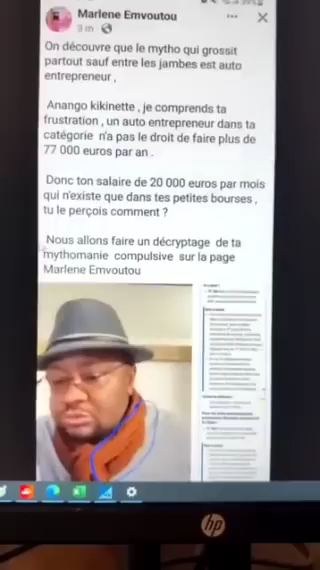 Marlene Emvoutou
3 m
On découvre que le mytho qui grossit
partout sauf entre les jambes est auto
entrepreneur ,
Anango kikinette , je comprends ta
frustration , un auto entrepreneur dans ta
catégorie n'a pas le droit de faire plus de
77 000 euros par an .
Donc ton salaire de 20 000 euros par mois
qui n'existe que dans tes petites bourses ,
tu le perçois comment ?
Nous allons faire un décryptage de ta
mythomanie compulsive sur la page
Marlene Emvoutou
hp